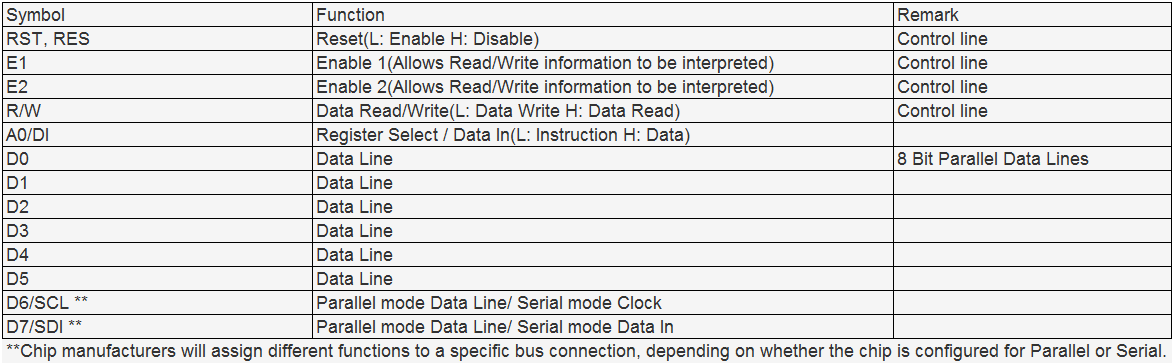 Symbol Function Remark
RST, RES Reset(L: Enable H: Disable) Control line
E1 Enable 1(Allows Read/Write information to be interpreted) Control line
E2 Enable 2(Allows Read/Write information to be interpreted) Control line
R/W Data Read/Write(L: Data Write H: Data Read) Control line
A0/DI Register Select / Data In(L: Instruction H: Data)
D0 Data Line 8 Bit Parallel Data Lines
D1 Data Line
D2 Data Line
D3 Data Line
D4 Data Line
D5 Data Line
D6/SCL ** Parallel mode Data Line/ Serial mode Clock
D7/SDI ** Parallel mode Data Line/ Serial mode Data In
**Chip manufacturers will assign different functions to a specific bus connection, depending on whether the chip is configured for Parallel or Serial.